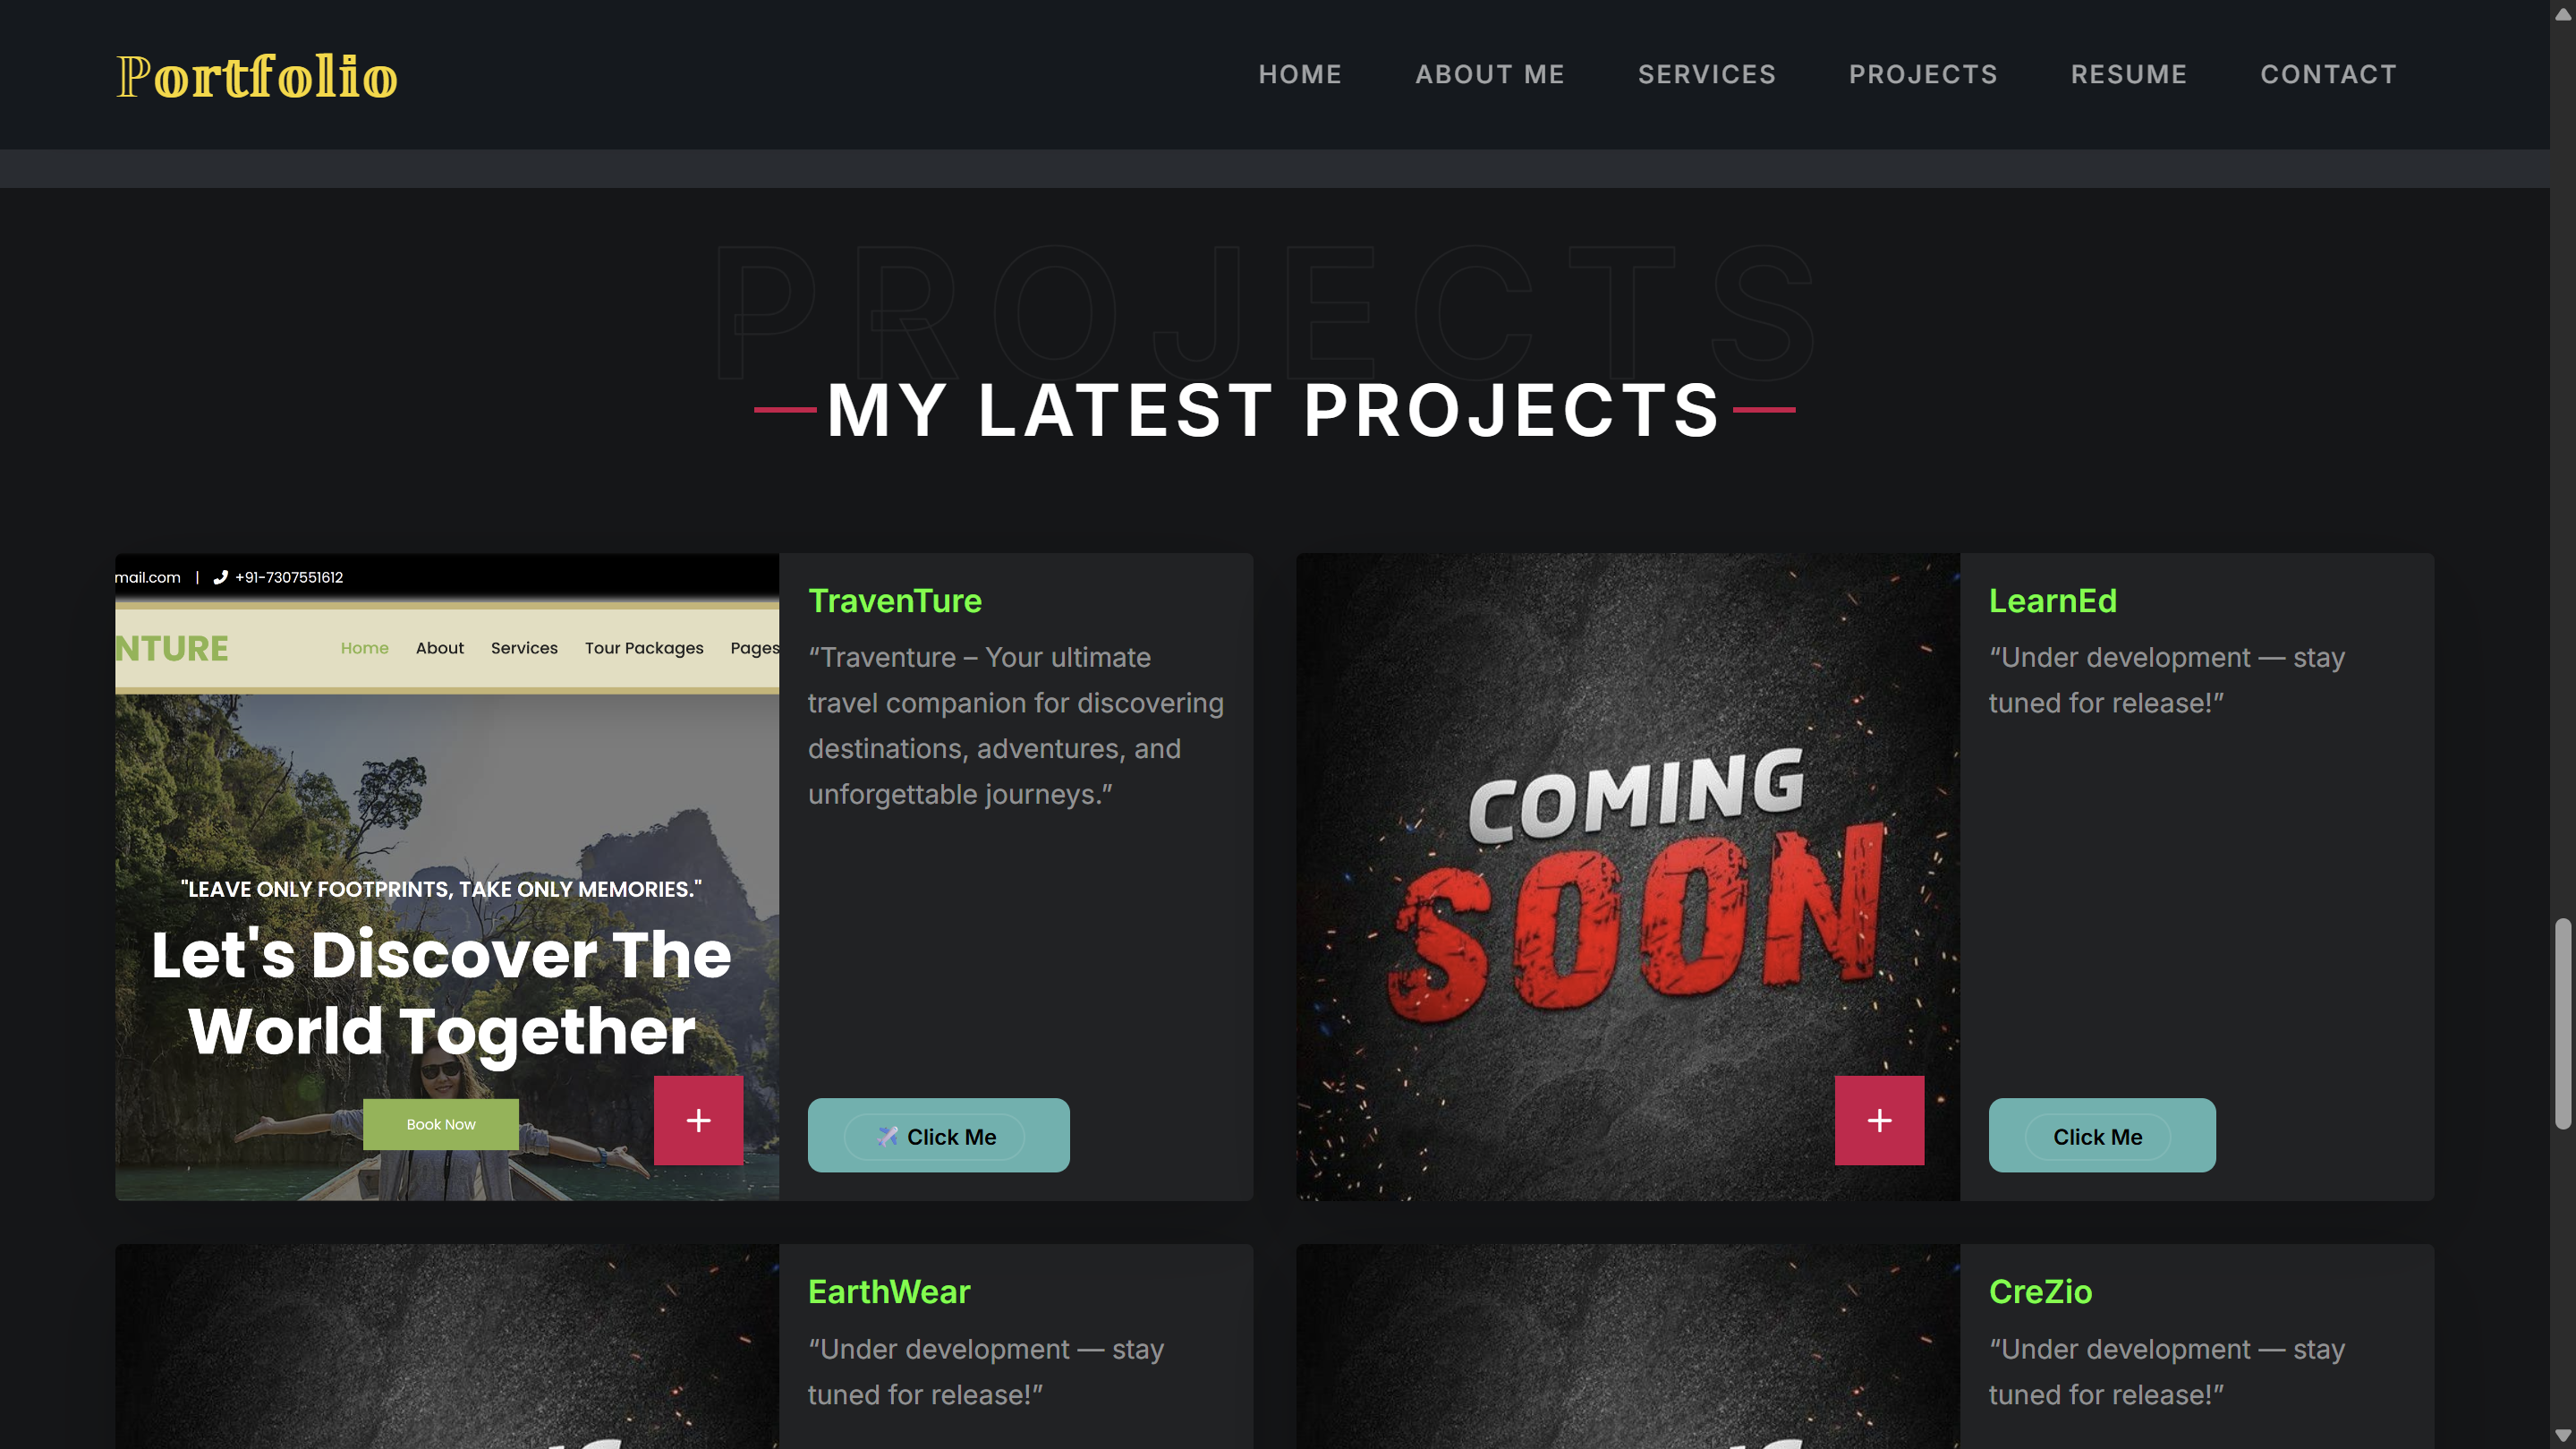 Portfolio
HOME ABOUT ME SERVICES PROJECTS RESUME CONTACT
PROJECTS
MY LATEST PROJECTS
mail.com | +91-7307551612
NTURE Home About Services Tour Packages Pages
"LEAVE ONLY FOOTPRINTS, TAKE ONLY MEMORIES."
Let's Discover The
World Together
Book Now
+
TravenTure
“Traventure – Your ultimate
travel companion for discovering
destinations, adventures, and
unforgettable journeys.”
Click Me
COMING
SOON
+
LearnEd
“Under development — stay
tuned for release!”
Click Me
EarthWear
“Under development — stay
tuned for release!”
CreZio
“Under development — stay
tuned for release!”